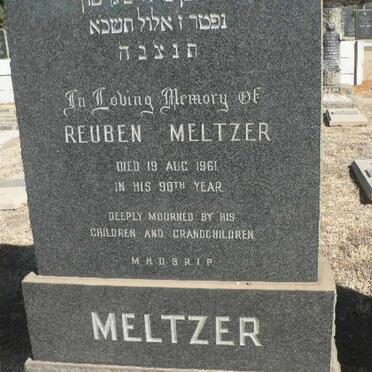 נפטר ז אלול תשכא
ת נ צ ב ה
In Loving Memory Of
REUBEN MELTZER
DIED 19 AUG 1961
IN HIS 90TH YEAR
DEEPLY MOURNED BY HIS
CHILDREN AND GRANDCHILDREN
M.H.D.S.R.I.P.
MELTZER